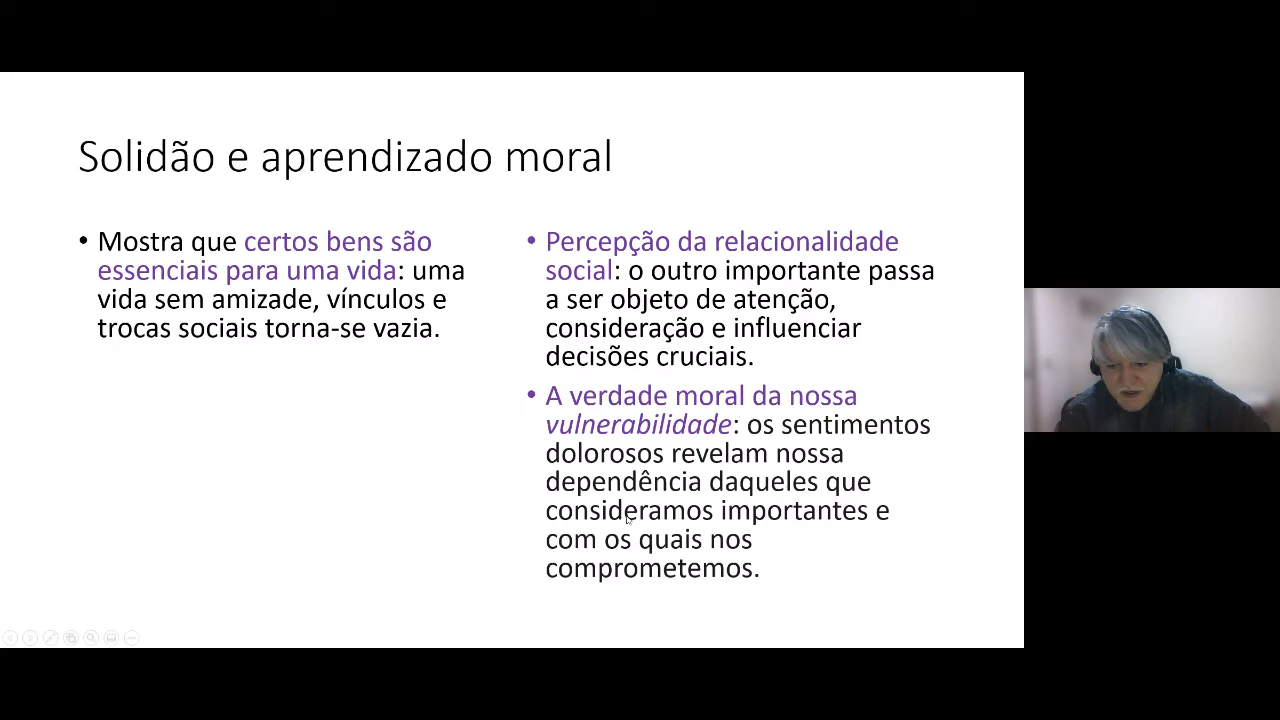 Solidão e aprendizado moral
• Mostra que certos bens são
essenciais para uma vida: uma
vida sem amizade, vínculos e
trocas sociais torna-se vazia.
• Percepção da relacionalidade
social: o outro importante passa
a ser objeto de atenção,
consideração e influenciar
decisões cruciais.
• A verdade moral da nossa
vulnerabilidade: os sentimentos
dolorosos revelam nossa
dependência daqueles que
consideramos importantes e
com os quais nos
comprometemos.